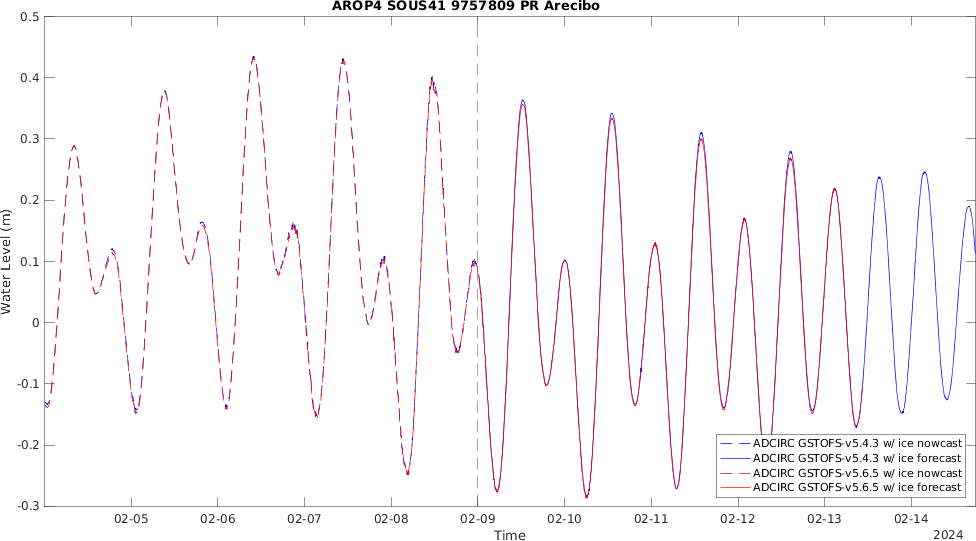 AROP4 SOUS41 9757809 PR Arecibo
0.5
0.4
0.3
0.2
0.1
0
-0.1
-0.2
-0.3
Water Level (m)
02-05 02-06 02-07 02-08 02-09 02-10 02-11 02-12 02-13 02-14
Time
2024
ADCIRC GSTOFS-v5.4.3 w/ ice nowcast
ADCIRC GSTOFS-v5.4.3 w/ ice forecast
ADCIRC GSTOFS-v5.6.5 w/ ice nowcast
ADCIRC GSTOFS-v5.6.5 w/ ice forecast